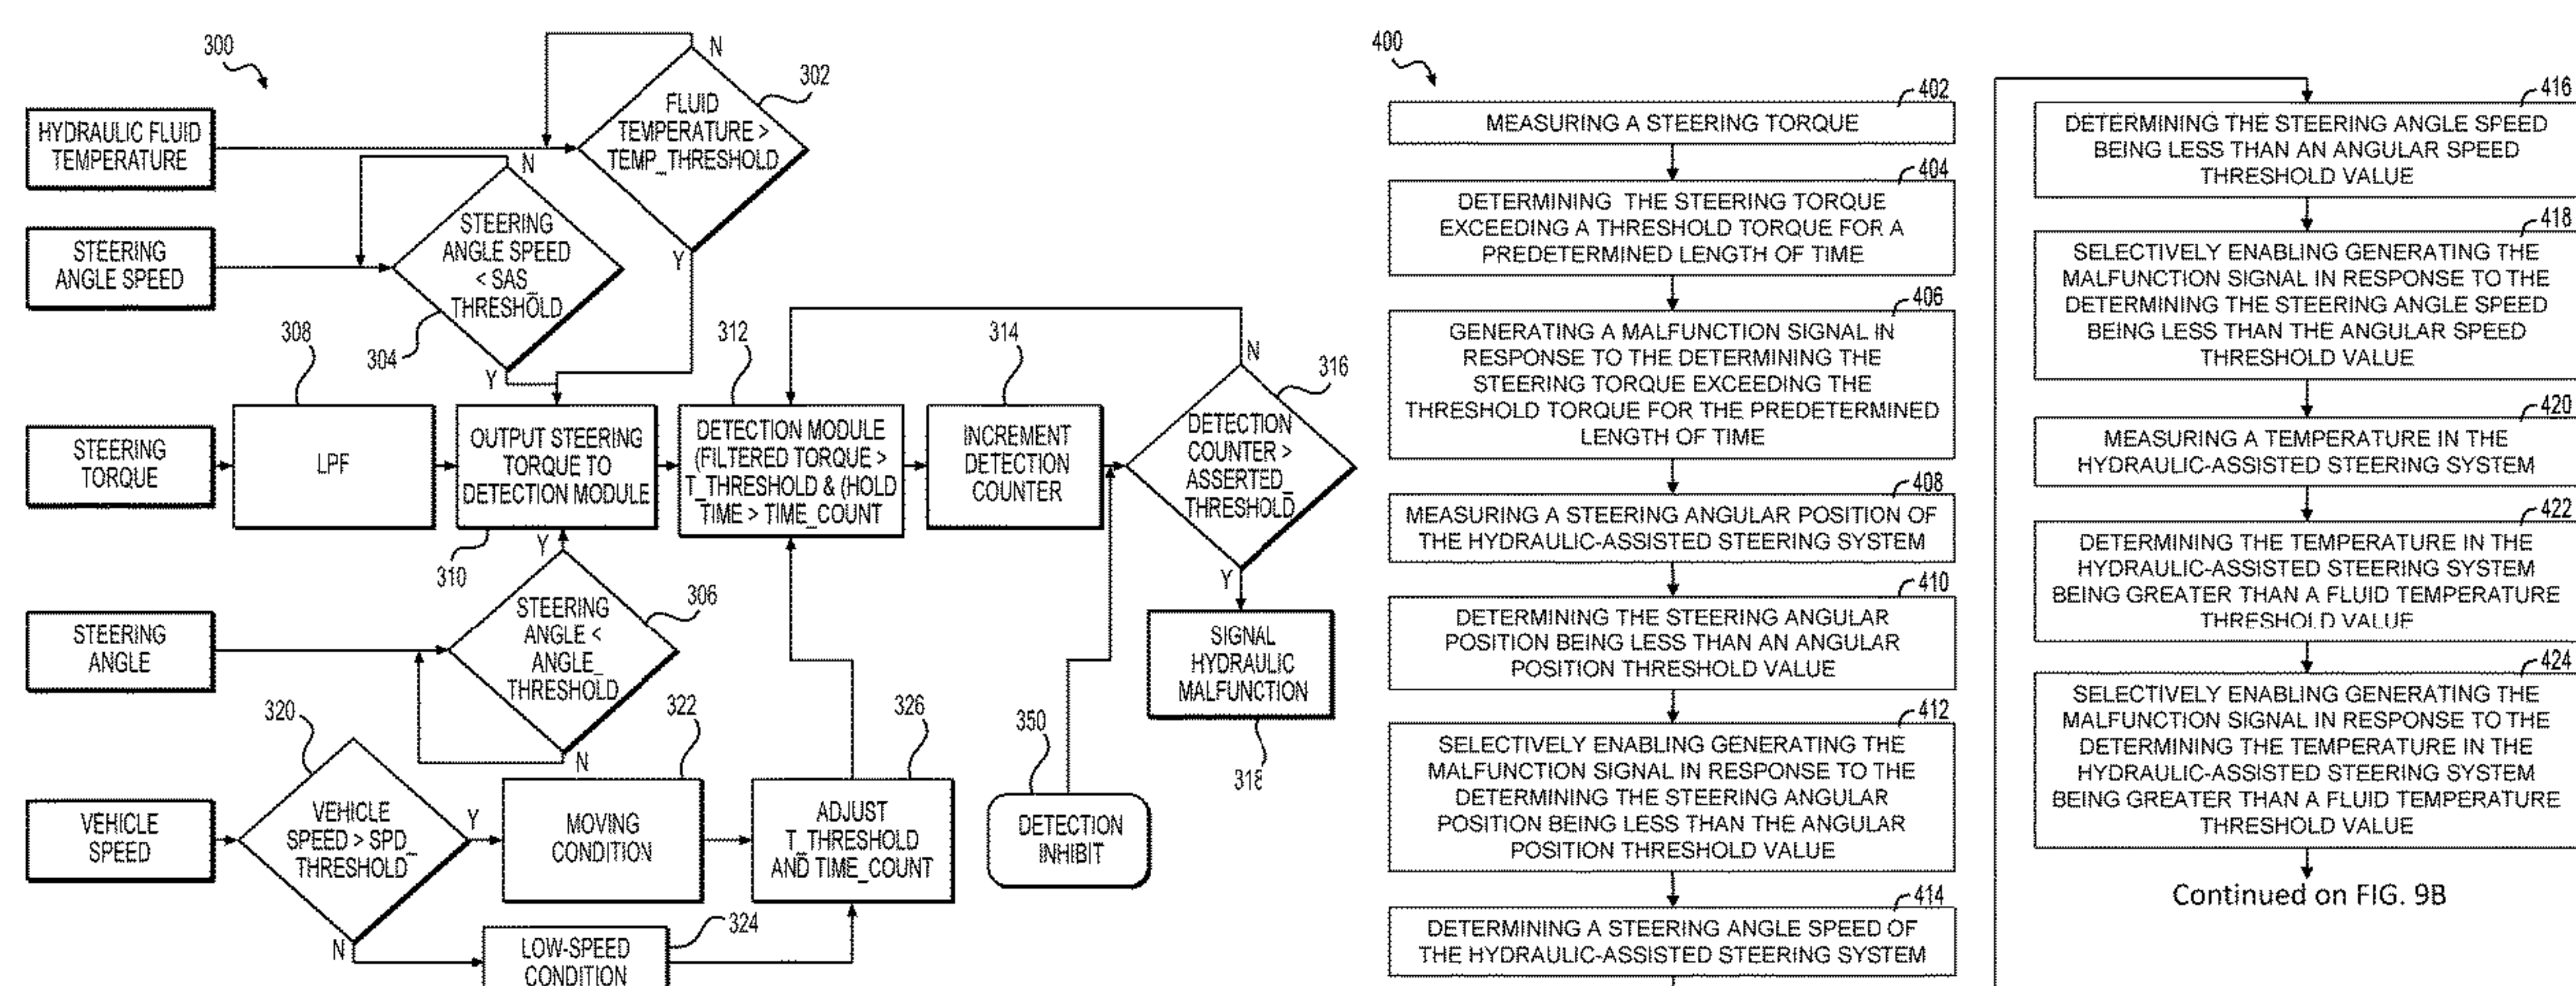 300
HYDRAULIC FLUID
TEMPERATURE
N
302
FLUID
TEMPERATURE >
TEMP_THRESHOLD
Y
STEERING
ANGLE SPEED
N
STEERING
ANGLE SPEED
< SAS_
THRESHOLD
304
Y
STEERING
TORQUE
308
LPF
OUTPUT STEERING
TORQUE TO
DETECTION MODULE
310
312
DETECTION MODULE
(FILTERED TORQUE >
T_THRESHOLD & (HOLD
TIME > TIME_COUNT
314
INCREMENT
DETECTION
COUNTER
N
316
DETECTION
COUNTER >
ASSERTED_
THRESHOLD
Y
SIGNAL
HYDRAULIC
MALFUNCTION
318
STEERING
ANGLE
Y
306
STEERING
ANGLE <
ANGLE_
THRESHOLD
N
VEHICLE
SPEED
320
VEHICLE
SPEED > SPD_
THRESHOLD
Y
N
322
MOVING
CONDITION
324
LOW-SPEED
CONDITION
326
ADJUST
T_THRESHOLD
AND TIME_COUNT
350
DETECTION
INHIBIT
400
402
MEASURING A STEERING TORQUE
404
DETERMINING THE STEERING TORQUE
EXCEEDING A THRESHOLD TORQUE FOR A
PREDETERMINED LENGTH OF TIME
406
GENERATING A MALFUNCTION SIGNAL IN
RESPONSE TO THE DETERMINING THE
STEERING TORQUE EXCEEDING THE
THRESHOLD TORQUE FOR THE PREDETERMINED
LENGTH OF TIME
408
MEASURING A STEERING ANGULAR POSITION OF
THE HYDRAULIC-ASSISTED STEERING SYSTEM
410
DETERMINING THE STEERING ANGULAR
POSITION BEING LESS THAN AN ANGULAR
POSITION THRESHOLD VALUE
412
SELECTIVELY ENABLING GENERATING THE
MALFUNCTION SIGNAL IN RESPONSE TO THE
DETERMINING THE STEERING ANGULAR
POSITION BEING LESS THAN THE ANGULAR
POSITION THRESHOLD VALUE
414
DETERMINING A STEERING ANGLE SPEED OF
THE HYDRAULIC-ASSISTED STEERING SYSTEM
416
DETERMINING THE STEERING ANGLE SPEED
BEING LESS THAN AN ANGULAR SPEED
THRESHOLD VALUE
418
SELECTIVELY ENABLING GENERATING THE
MALFUNCTION SIGNAL IN RESPONSE TO THE
DETERMINING THE STEERING ANGLE SPEED
BEING LESS THAN THE ANGULAR SPEED
THRESHOLD VALUE
420
MEASURING A TEMPERATURE IN THE
HYDRAULIC-ASSISTED STEERING SYSTEM
422
DETERMINING THE TEMPERATURE IN THE
HYDRAULIC-ASSISTED STEERING SYSTEM
BEING GREATER THAN A FLUID TEMPERATURE
THRESHOLD VALUE
424
SELECTIVELY ENABLING GENERATING THE
MALFUNCTION SIGNAL IN RESPONSE TO THE
DETERMINING THE TEMPERATURE IN THE
HYDRAULIC-ASSISTED STEERING SYSTEM
BEING GREATER THAN A FLUID TEMPERATURE
THRESHOLD VALUE
Continued on FIG. 9B